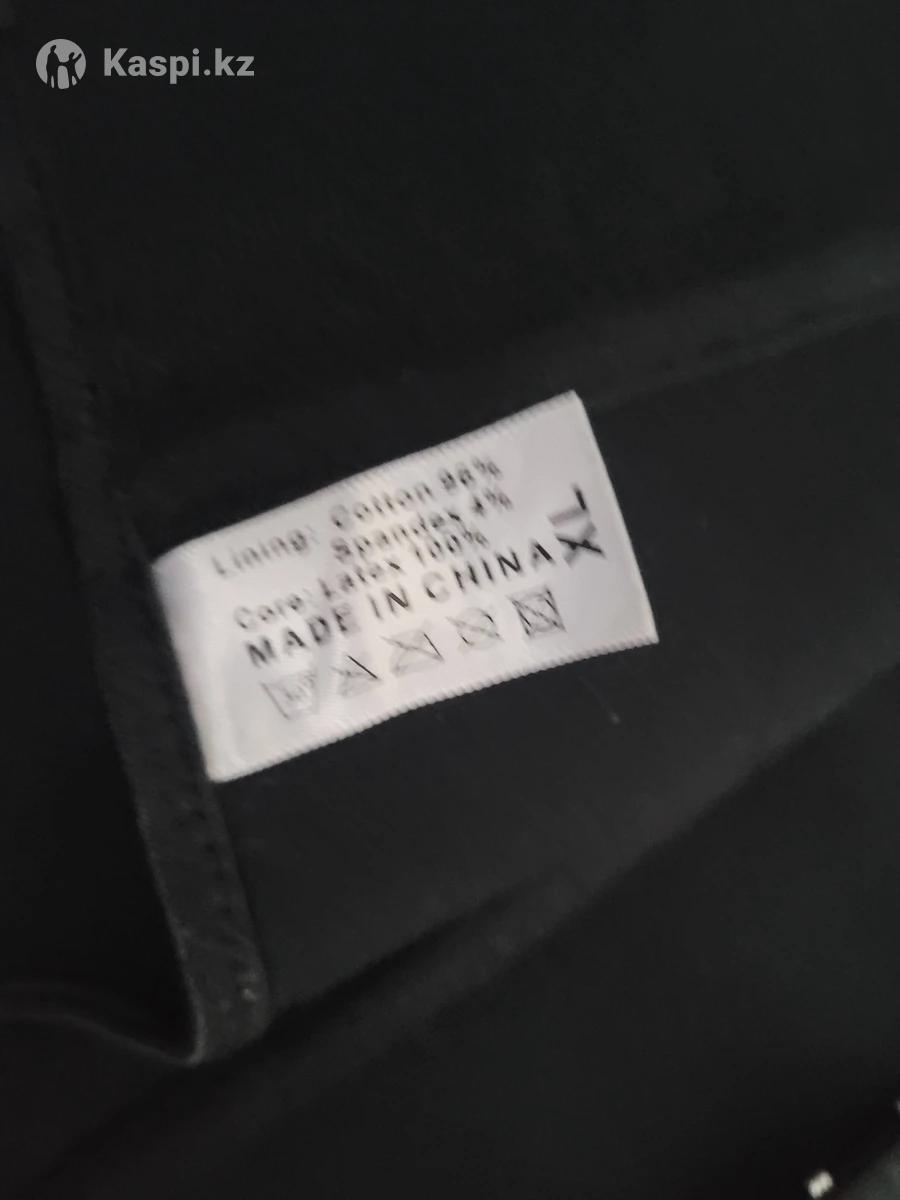 Kaspi.kz
Lining: Cotton 96%
Spandex 4%
Core: Latex 100%
MADE IN CHINA
XL